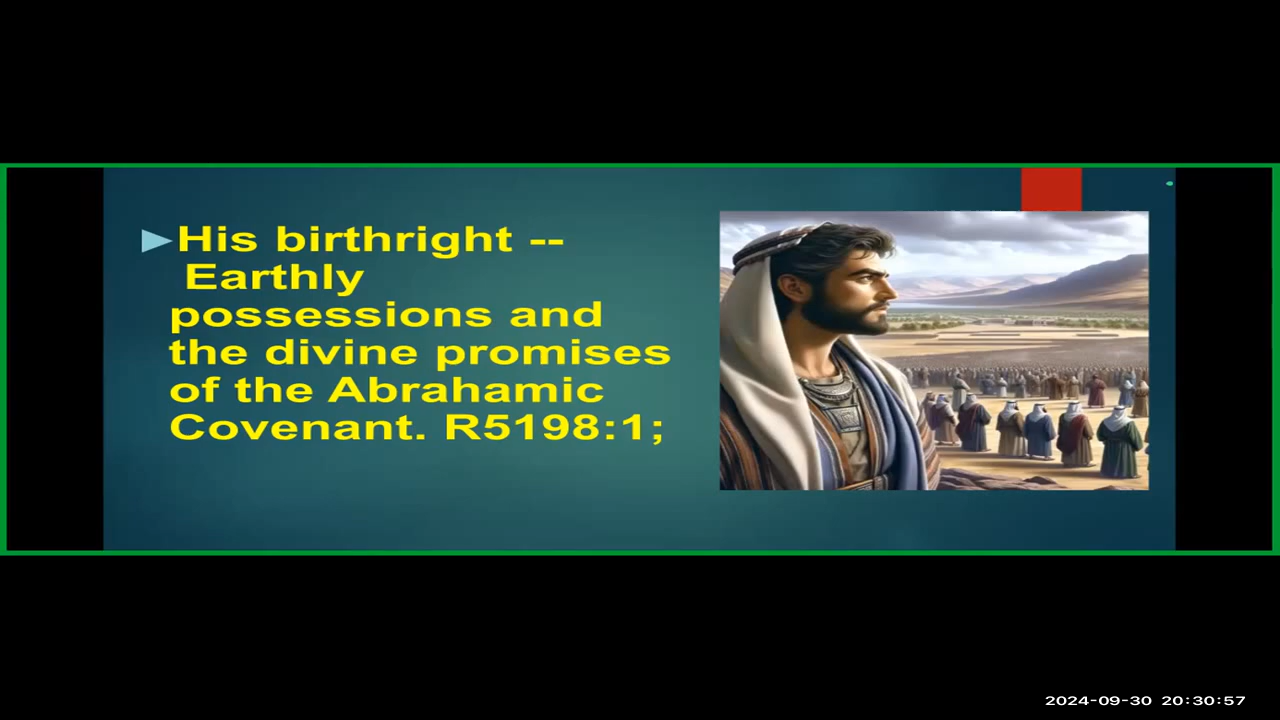 His birthright --
Earthly
possessions and
the divine promises
of the Abrahamic
Covenant. R5198:1;
2024-09-30 20:30:57